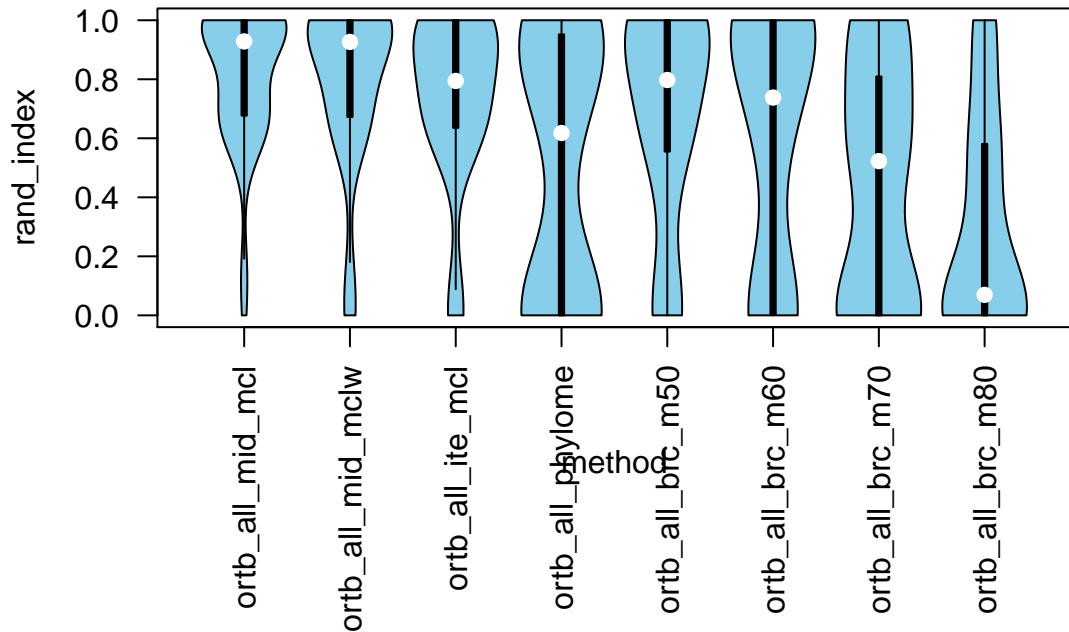 rand_index
1.0
0.8
0.6
0.4
0.2
0.0
ortb_all_mid_mcl
ortb_all_mid_mclw
ortb_all_ite_mcl
ortb_all_phylome
ortb_all_brc_m50
ortb_all_brc_m60
ortb_all_brc_m70
ortb_all_brc_m80
method